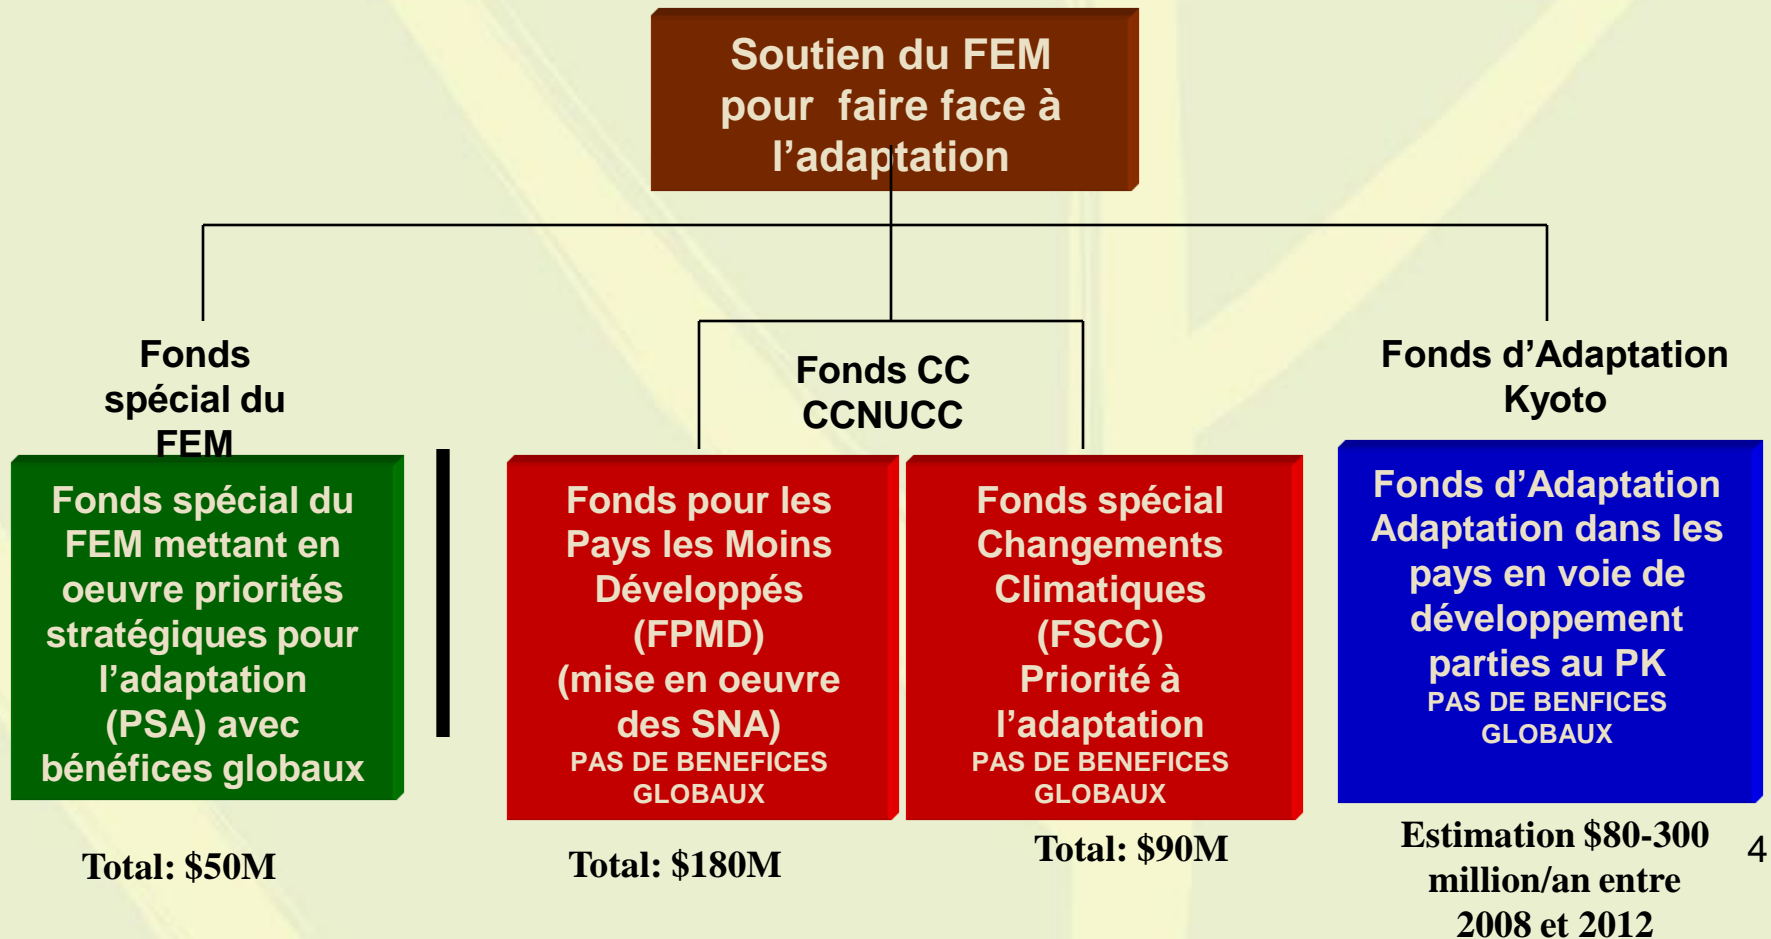 Soutien du FEM
pour faire face à
l'adaptation
Fonds
spécial du
FEM
Fonds CC
CCNUCC
Fonds d'Adaptation
Kyoto
Fonds spécial du
FEM mettant en
oeuvre priorités
stratégiques pour
l'adaptation
(PSA) avec
bénéfices globaux
Fonds pour les
Pays les Moins
Développés
(FPMD)
(mise en oeuvre
des SNA)
PAS DE BENEFICES
GLOBAUX
Fonds spécial
Changements
Climatiques
(FSCC)
Priorité à
l'adaptation
PAS DE BENEFICES
GLOBAUX
Fonds d'Adaptation
Adaptation dans les
pays en voie de
développement
parties au PK
PAS DE BENFICES
GLOBAUX
Total: $50M
Total: $180M
Total: $90M
Estimation $80-300
million/an entre
2008 et 2012
4